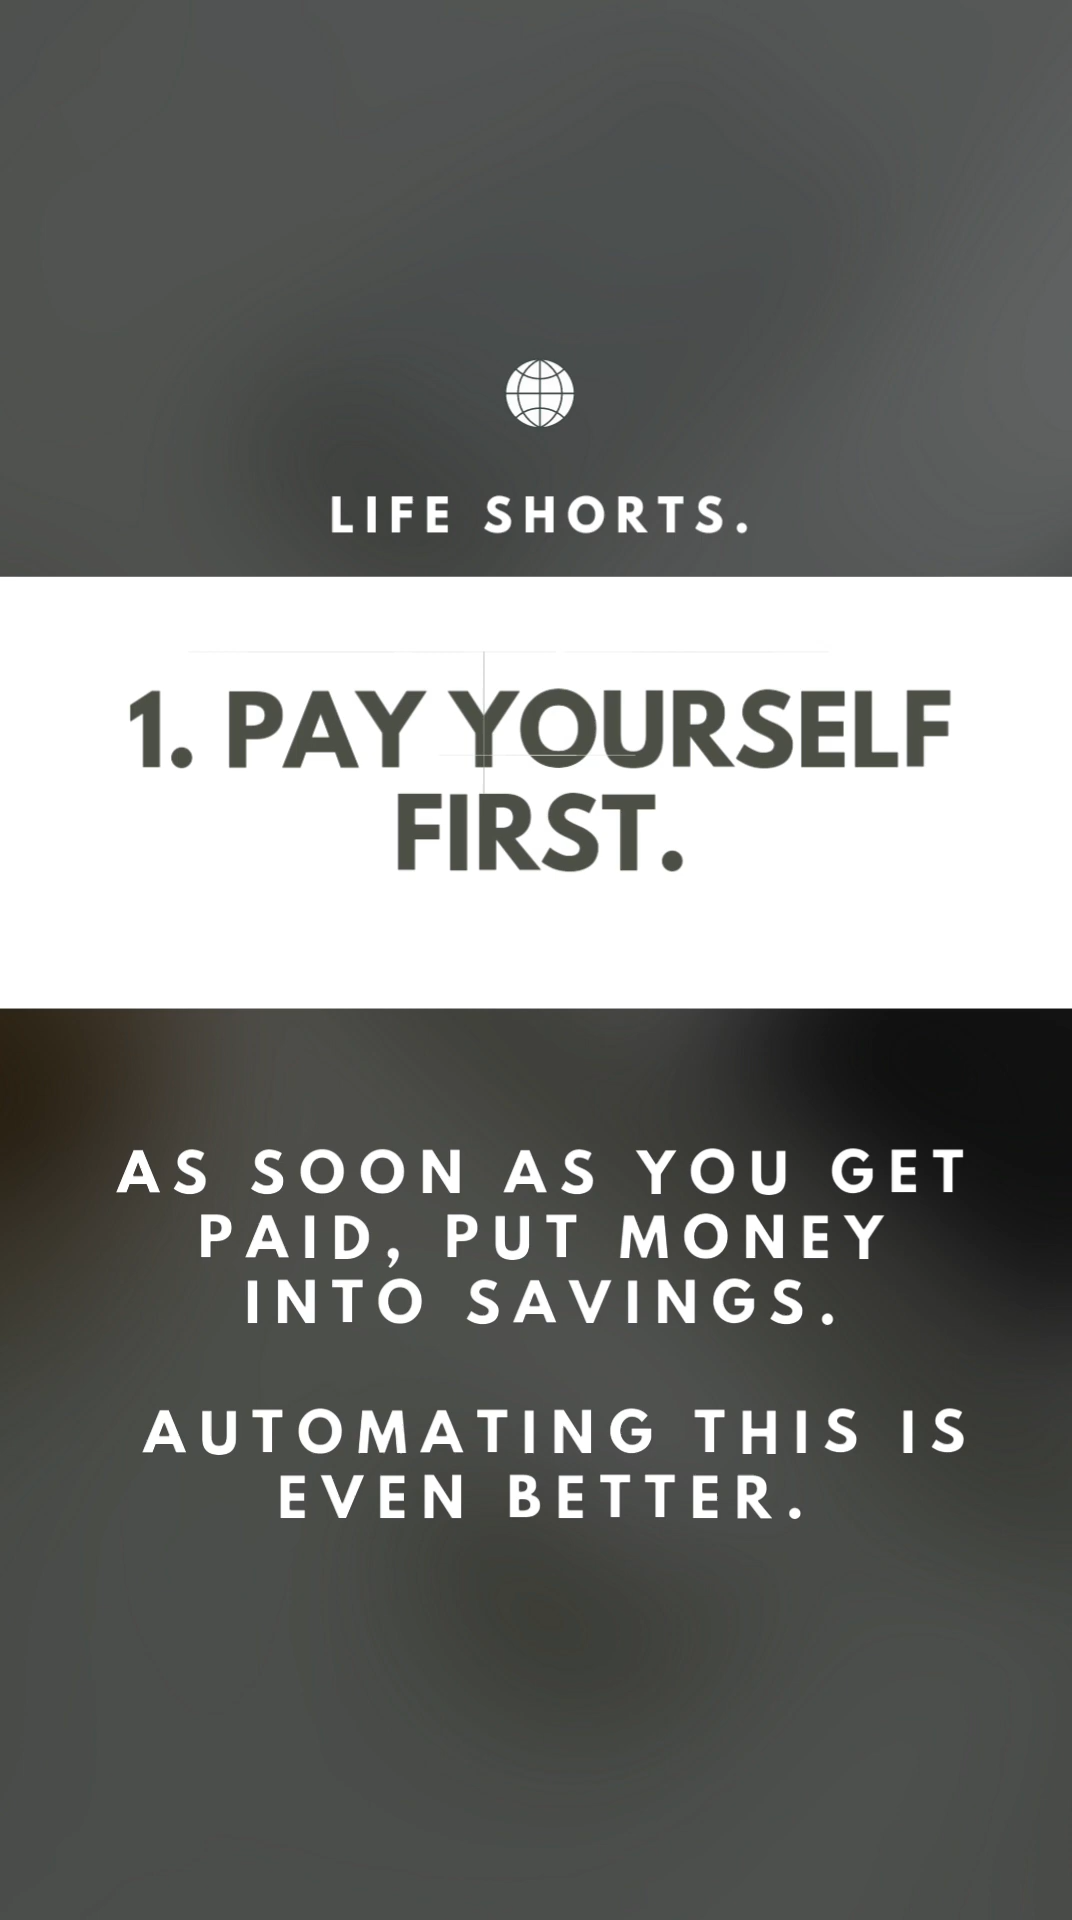 LIFE SHORTS.
1. PAY YOURSELF
FIRST.
AS SOON AS YOU GET
PAID, PUT MONEY
INTO SAVINGS.
AUTOMATING THIS IS
EVEN BETTER.